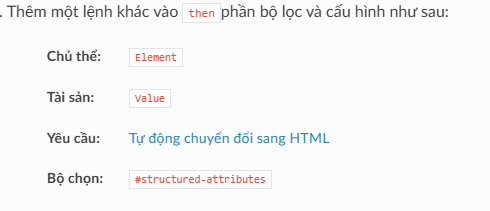 . Thêm một lệnh khác vào then phần bộ lọc và cấu hình như sau:
Chủ thể: Element
Tài sản: Value
Yêu cầu: Tự động chuyển đổi sang HTML
Bộ chọn: #structured-attributes